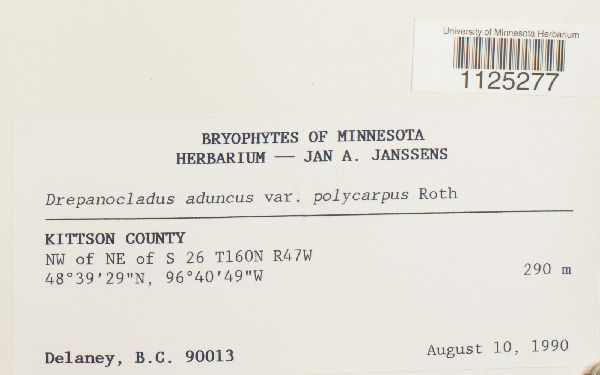 University of Minnesota Herbarium
1125277
BRYOPHYTES OF MINNESOTA
HERBARIUM — JAN A. JANSSENS
Drepanocladus aduncus var. polycarpus Roth
KITTSON COUNTY
NW of NE of S 26 T160N R47W
48°39'29"N, 96°40'49"W
290 m
Delaney, B.C. 90013
August 10, 1990